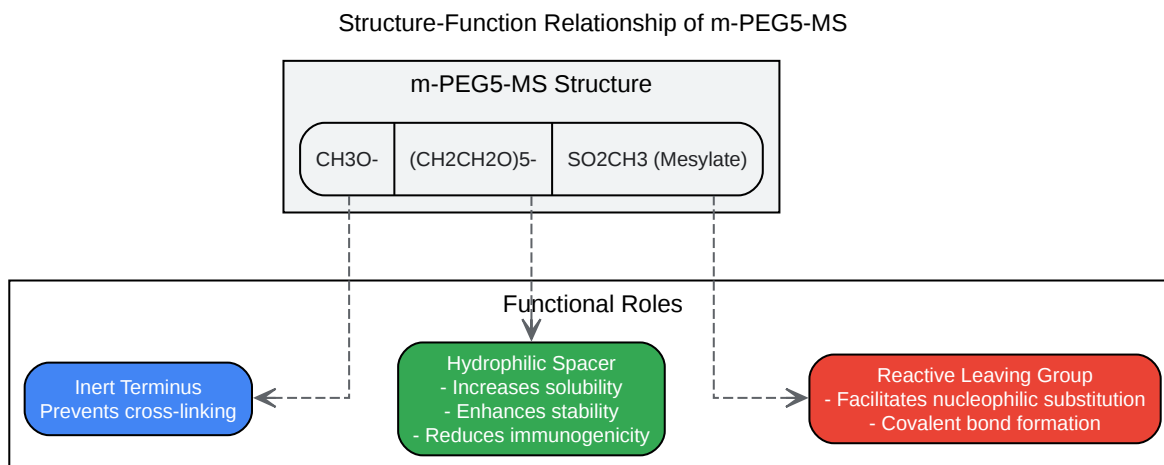 Structure-Function Relationship of m-PEG5-MS
m-PEG5-MS Structure
CH3O-
(CH2CH2O)5-
SO2CH3 (Mesylate)
Functional Roles
Inert Terminus
Prevents cross-linking
Hydrophilic Spacer
- Increases solubility
- Enhances stability
- Reduces immunogenicity
Reactive Leaving Group
- Facilitates nucleophilic substitution
- Covalent bond formation